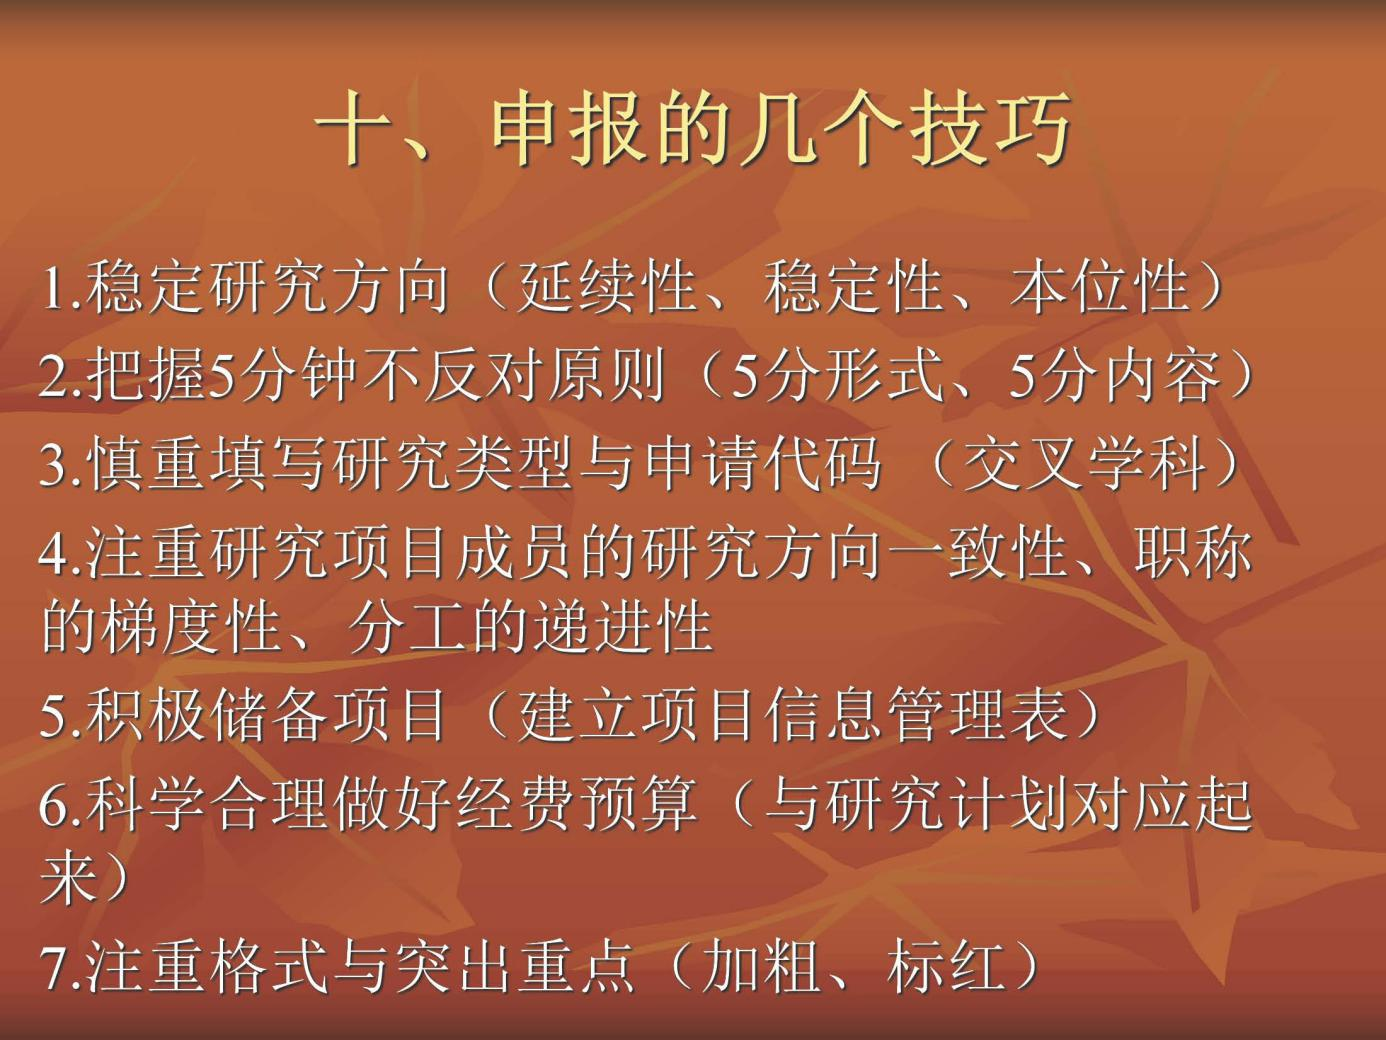 十、申报的几个技巧
1.稳定研究方向（延续性、稳定性、本位性）
2.把握5分钟不反对原则（5分形式、5分内容）
3.慎重填写研究类型与申请代码 （交叉学科）
4.注重研究项目成员的研究方向一致性、职称
的梯度性、分工的递进性
5.积极储备项目（建立项目信息管理表）
6.科学合理做好经费预算（与研究计划对应起
来）
7.注重格式与突出重点（加粗、标红）